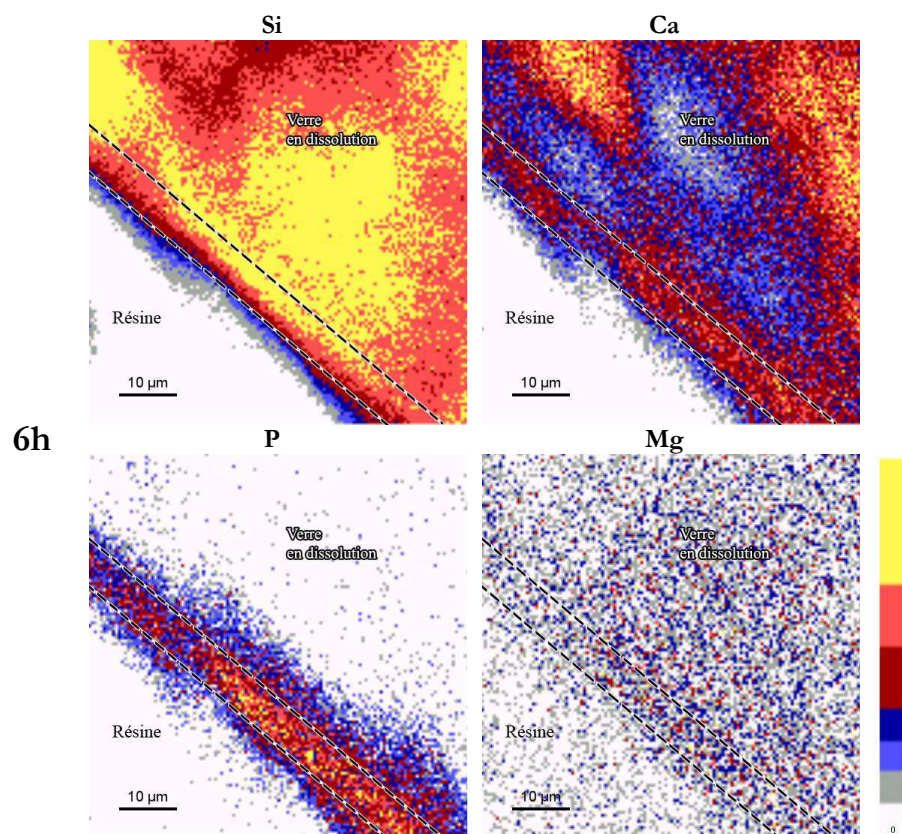 Si
Ca
Verre
en dissolution
Résine
10 µm
Verre
en dissolution
Résine
10 µm
6h
P
Mg
Verre
en dissolution
Résine
10 µm
Verre
en dissolution
Résine
10 µm
0